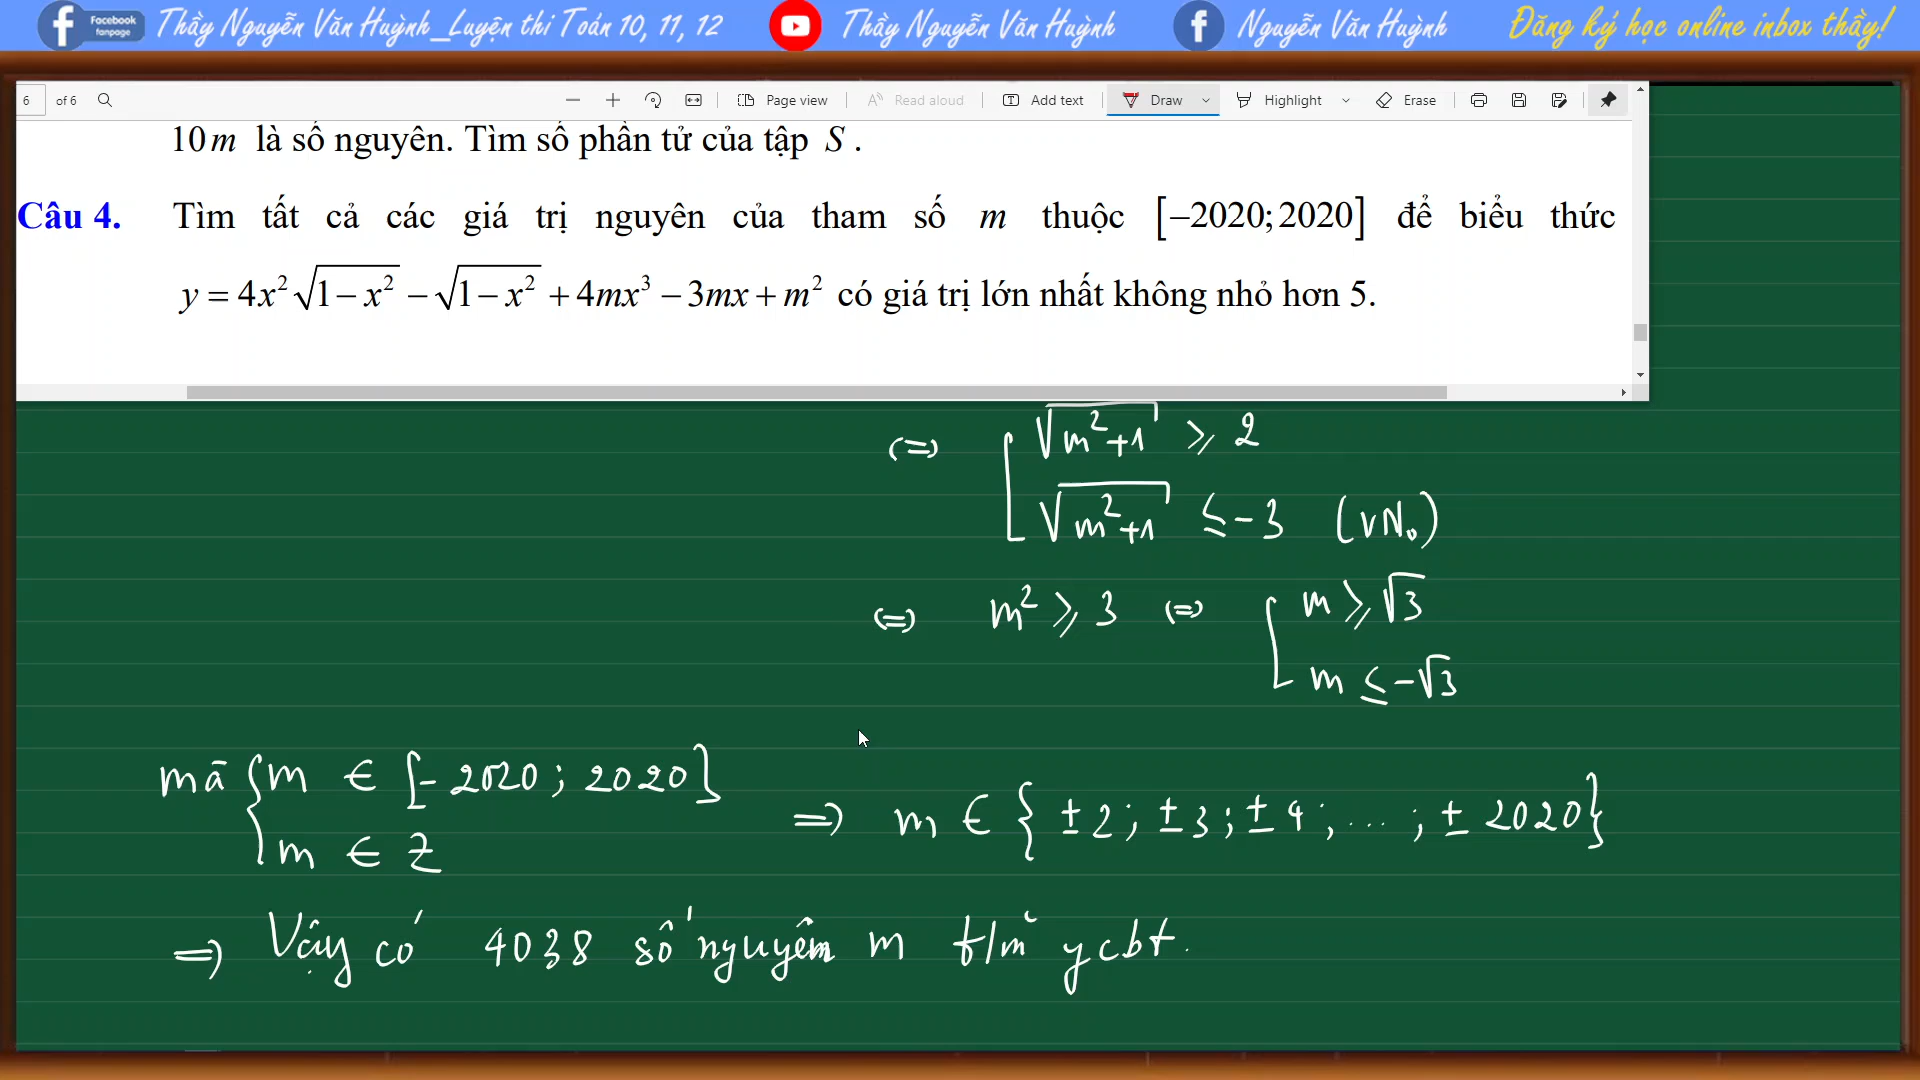 Facebook fanpage Thầy Nguyễn Văn Huỳnh_Luyện thi Toán 10, 11, 12 Thầy Nguyễn Văn Huỳnh f Nguyễn Văn Huỳnh Đăng ký học online inbox thầy!
6 of 6 Page view Read aloud Add text Draw Highlight Erase
10m là số nguyên. Tìm số phần tử của tập S.
Câu 4. Tìm tất cả các giá trị nguyên của tham số m thuộc [−2020; 2020] để biểu thức
y = 4x²√(1−x²) − √(1−x²) + 4mx³ − 3mx + m² có giá trị lớn nhất không nhỏ hơn 5.
(=) [ √(m²+1) ⩾ 2
√(m²+1) ≤ −3 (VN₀)
(=) m² ⩾ 3 (=) [ m ⩾ √3
m ≤ −√3
mà { m ∈ [−2020; 2020]
m ∈ Z
=) m ∈ { ±2; ±3; ±4; ...; ±2020}
=) Vậy có 4038 số nguyên m t/m ycbt.